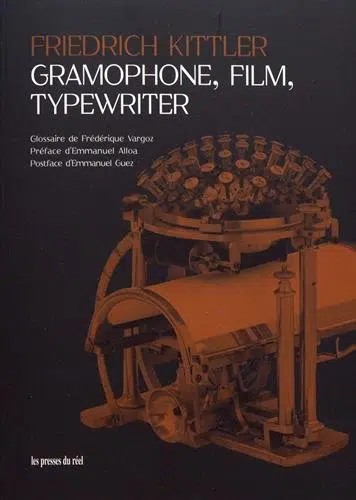 FRIEDRICH KITTLER
GRAMOPHONE, FILM,
TYPEWRITER
Glossaire de Frédérique Vargoz
Préface d'Emmanuel Alloa
Postface d'Emmanuel Guez
les presses du réel